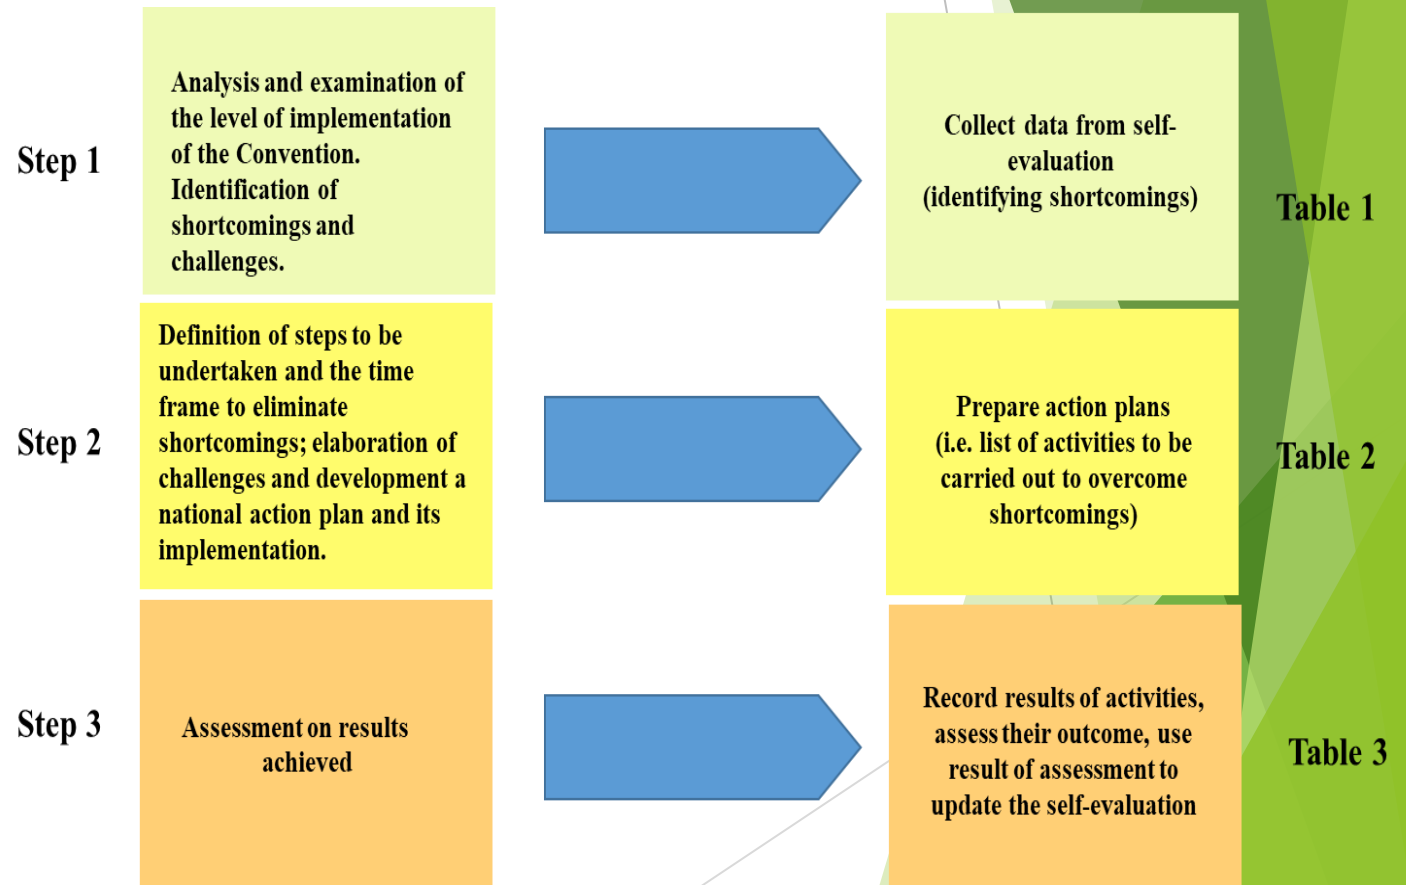 Step 1
Analysis and examination of
the level of implementation
of the Convention.
Identification of
shortcomings and
challenges.
Collect data from self-
evaluation
(identifying shortcomings)
Table 1
Step 2
Definition of steps to be
undertaken and the time
frame to eliminate
shortcomings; elaboration of
challenges and development a
national action plan and its
implementation.
Prepare action plans
(i.e. list of activities to be
carried out to overcome
shortcomings)
Table 2
Step 3
Assessment on results
achieved
Record results of activities,
assess their outcome, use
result of assessment to
update the self-evaluation
Table 3